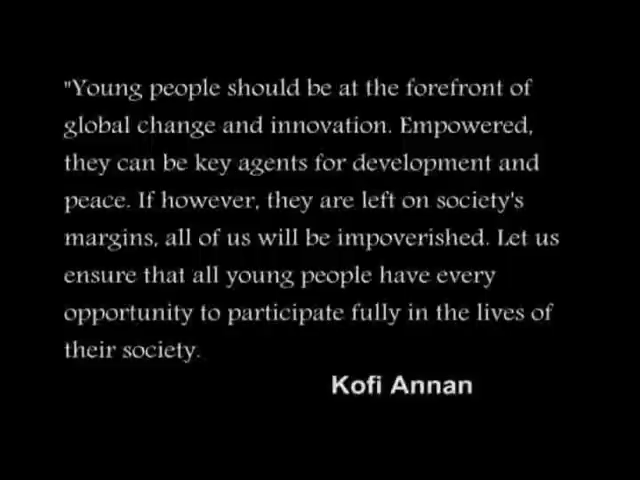 "Young people should be at the forefront of
global change and innovation. Empowered,
they can be key agents for development and
peace. If however, they are left on society's
margins, all of us will be impoverished. Let us
ensure that all young people have every
opportunity to participate fully in the lives of
their society.
Kofi Annan